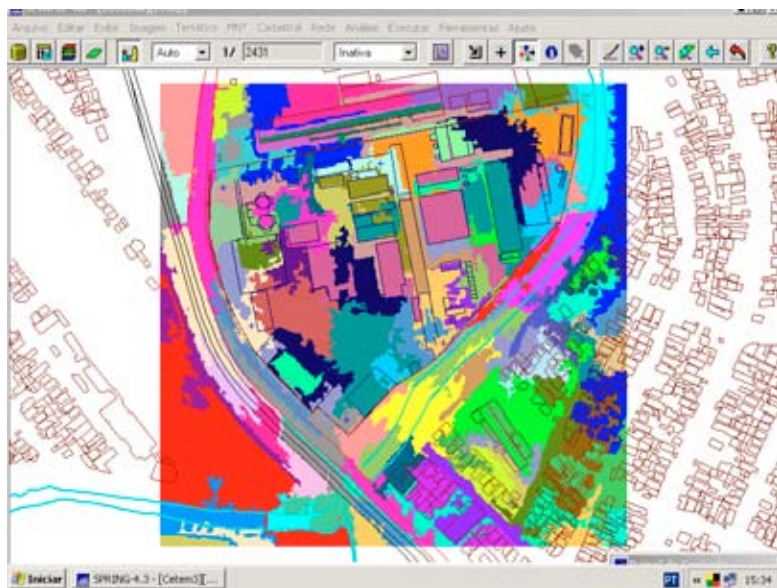 Arquivo Editar Exibir Imagem Temático MNT Cadastral Rede Análise Executar Ferramentas Ajuda
Auto 1/ 2431 Inativa
Iniciar SPRING-4.3 - [Cetem3][... PT 15:34